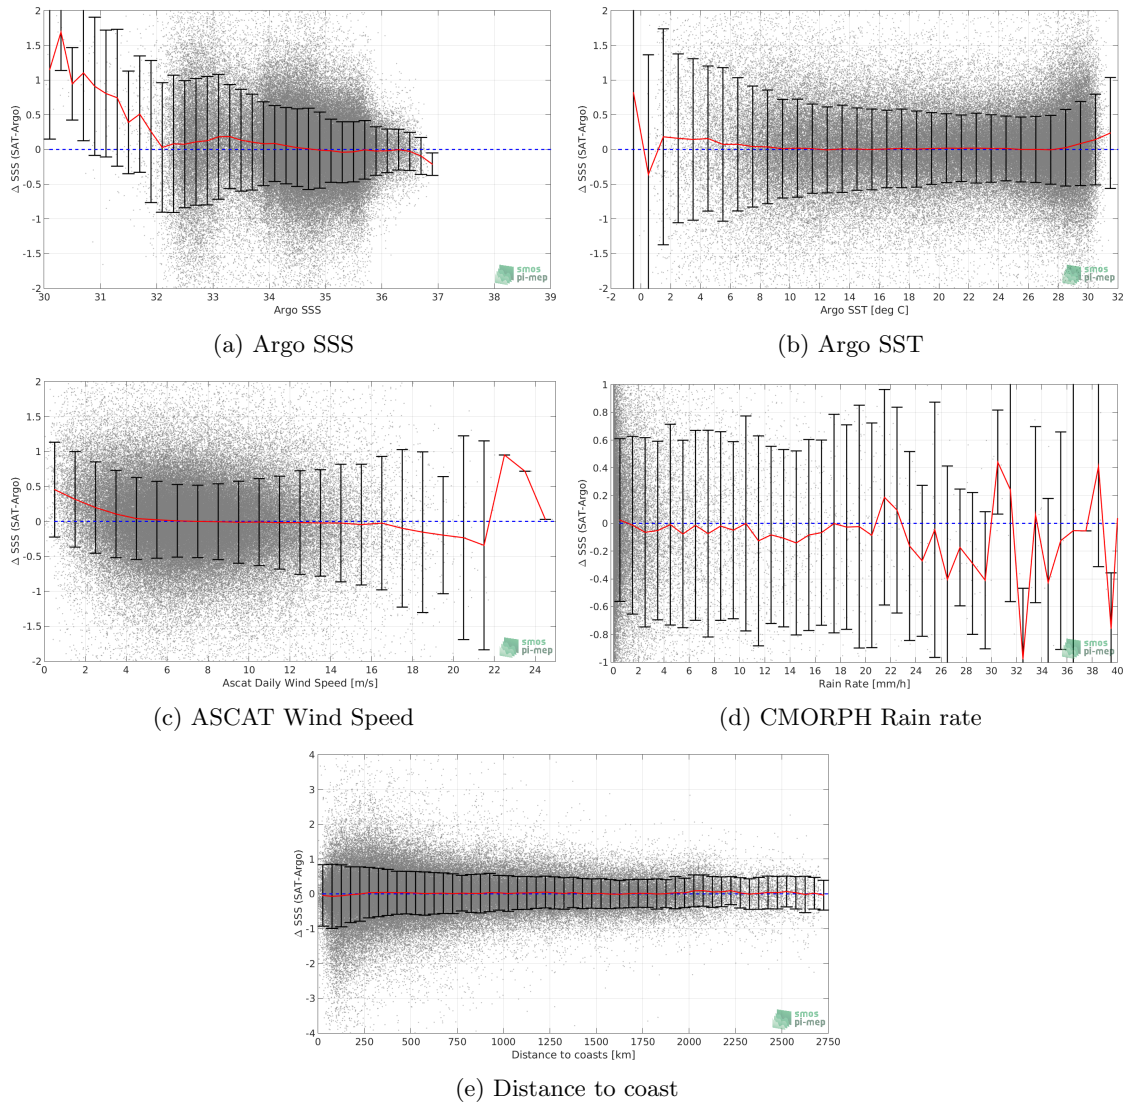 2
1.5
1
0.5
0
-0.5
-1
-1.5
-2
Δ SSS (SAT-Argo)
30 31 32 33 34 35 36 37 38 39
Argo SSS
smos
pi-mep
(a) Argo SSS
2
1.5
1
0.5
0
-0.5
-1
-1.5
-2
Δ SSS (SAT-Argo)
-2 0 2 4 6 8 10 12 14 16 18 20 22 24 26 28 30 32
Argo SST [deg C]
smos
pi-mep
(b) Argo SST
2
1.5
1
0.5
0
-0.5
-1
-1.5
-2
Δ SSS (SAT-Argo)
0 2 4 6 8 10 12 14 16 18 20 22 24
Ascat Daily Wind Speed [m/s]
smos
pi-mep
(c) ASCAT Wind Speed
1
0.8
0.6
0.4
0.2
0
-0.2
-0.4
-0.6
-0.8
-1
Δ SSS (SAT-Argo)
0 2 4 6 8 10 12 14 16 18 20 22 24 26 28 30 32 34 36 38 40
Rain Rate [mm/h]
smos
pi-mep
(d) CMORPH Rain rate
4
3
2
1
0
-1
-2
-3
-4
Δ SSS (SAT-Argo)
0 250 500 750 1000 1250 1500 1750 2000 2250 2500 2750
Distance to coasts [km]
smos
pi-mep
(e) Distance to coast